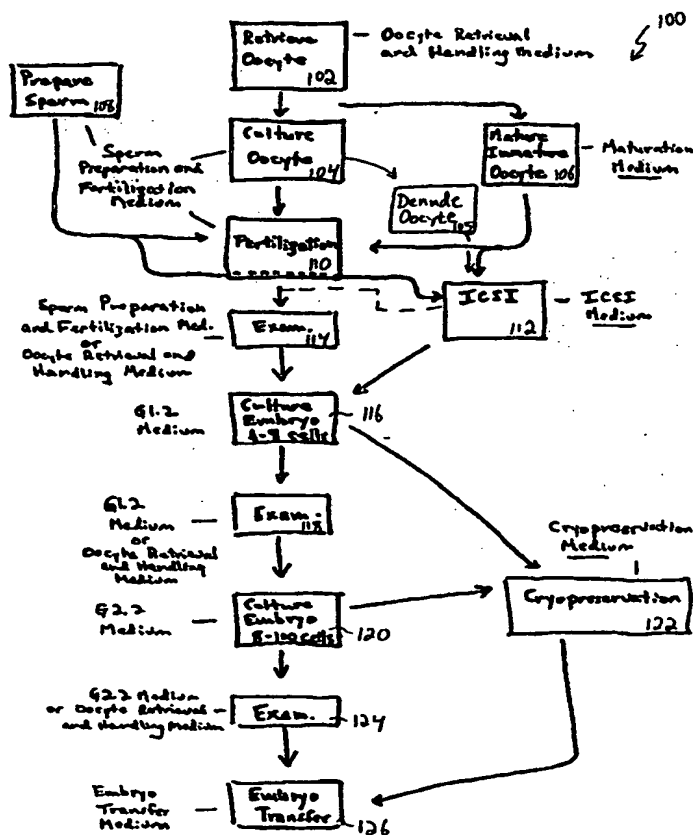 100
Retrieve
Oocyte
102
Oocyte Retrieval
and Handling Medium
Prepare
Sperm
108
Culture
Oocyte
104
Mature
Immature
Oocyte 106
Maturation
Medium
Sperm
Preparation and
Fertilization
Medium
Denude
Oocyte
105
Fertilization
110
ICSI
112
ICSI
Medium
Sperm Preparation
and Fertilization Med.
or
Oocyte Retrieval and
Handling Medium
Exam.
114
G1.2
Medium
Culture
Embryo
4-8 cells
116
G1.2
Medium
or
Oocyte Retrieval
and Handling
Medium
Exam.
118
Cryopreservation
Medium
G2.2
Medium
Culture
Embryo
8-100 cells
120
Cryopreservation
122
G2.2 Medium
or Oocyte Retrieval
and Handling Medium
Exam.
124
Embryo
Transfer
Medium
Embryo
Transfer
126